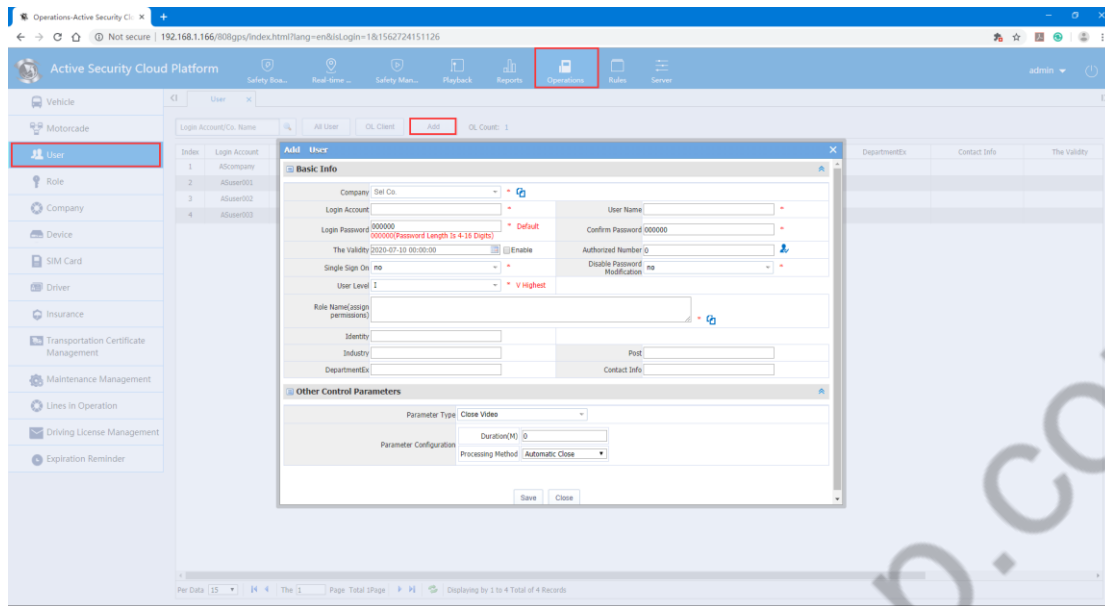 Operations-Active Security Cl
Not secure | 192.168.1.166/808gps/index.html?lang=en&isLogin=1&1562724151126
Active Security Cloud Platform
Safety Boa... Real-time ... Safety Man... Playback Reports Operations Rules Server
admin
Vehicle
Motorcade
User
Role
Company
Device
SIM Card
Driver
Insurance
Transportation Certificate
Management
Maintenance Management
Lines in Operation
Driving License Management
Expiration Reminder
User
Login Account/Co. Name All User OL Client Add OL Count: 1
Index Login Account DepartmentEx Contact Info The Validity
1 AScompany
2 ASuser001
3 ASuser002
4 ASuser003
Add User
Basic Info
Company Sel Co. *
Login Account * User Name *
Login Password 000000 * Default Confirm Password 000000 *
000000(Password Length Is 4-16 Digits)
The Validity 2020-07-10 00:00:00 Enable Authorized Number 0
Single Sign On no * Disable Password Modification no *
User Level I * V Highest
Role Name(assign
permissions) *
Identity
Industry Post
DepartmentEx Contact Info
Other Control Parameters
Parameter Type Close Video
Parameter Configuration
Duration(M) 0
Processing Method Automatic Close
Save Close
Per Data 15 The 1 Page Total 1Page Displaying by 1 to 4 Total of 4 Records